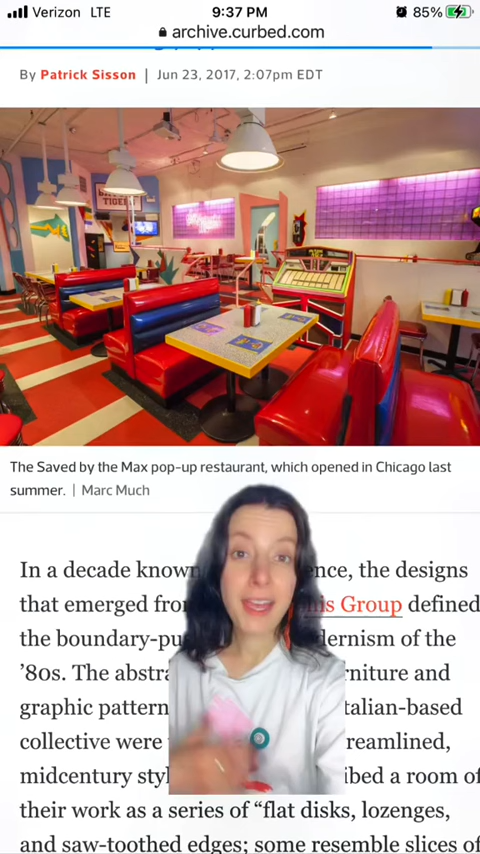 Verizon LTE 9:37 PM 85%
archive.curbed.com
By Patrick Sisson | Jun 23, 2017, 2:07pm EDT
TIGER
The Saved by the Max pop-up restaurant, which opened in Chicago last
summer. | Marc Much
In a decade known ence, the designs
that emerged from his Group defined
the boundary-pu dernism of the
’80s. The abstra rniture and
graphic pattern talian-based
collective were reamlined,
midcentury styl ibed a room of
their work as a series of “flat disks, lozenges,
and saw-toothed edges; some resemble slices of